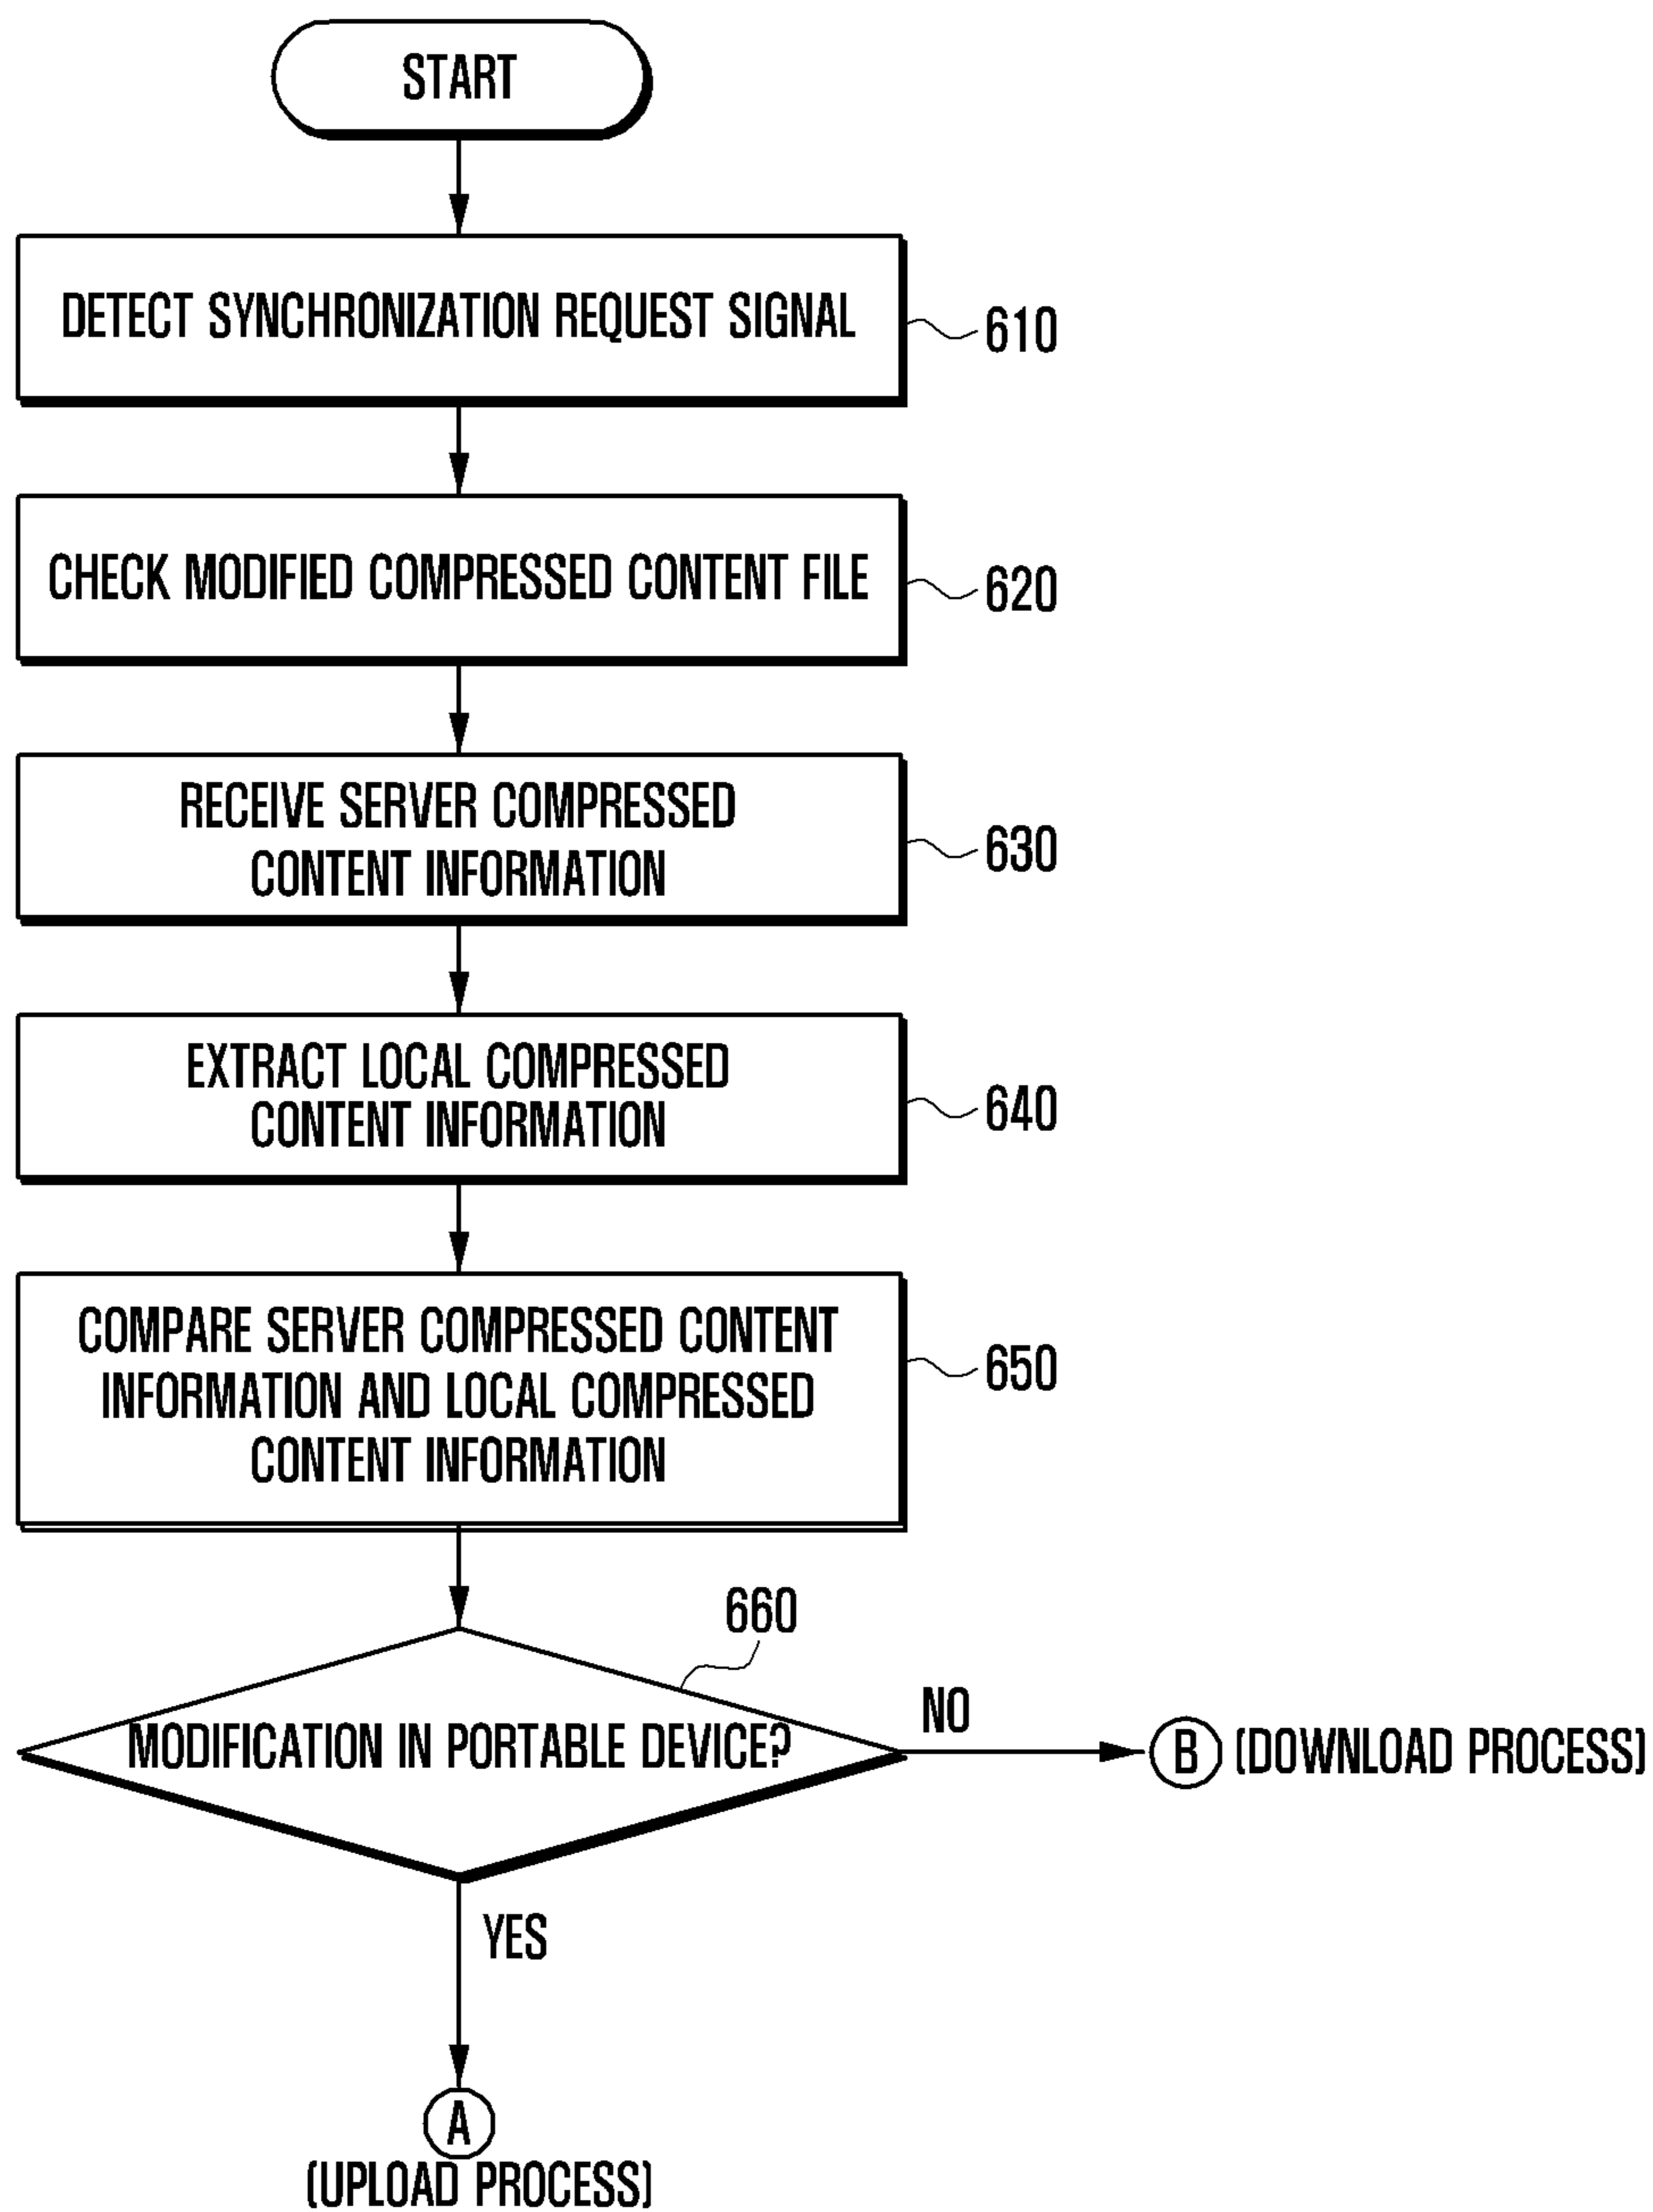 START
DETECT SYNCHRONIZATION REQUEST SIGNAL
610
CHECK MODIFIED COMPRESSED CONTENT FILE
620
RECEIVE SERVER COMPRESSED
CONTENT INFORMATION
630
EXTRACT LOCAL COMPRESSED
CONTENT INFORMATION
640
COMPARE SERVER COMPRESSED CONTENT
INFORMATION AND LOCAL COMPRESSED
CONTENT INFORMATION
650
660
MODIFICATION IN PORTABLE DEVICE?
NO
B (DOWNLOAD PROCESS)
YES
A
(UPLOAD PROCESS)